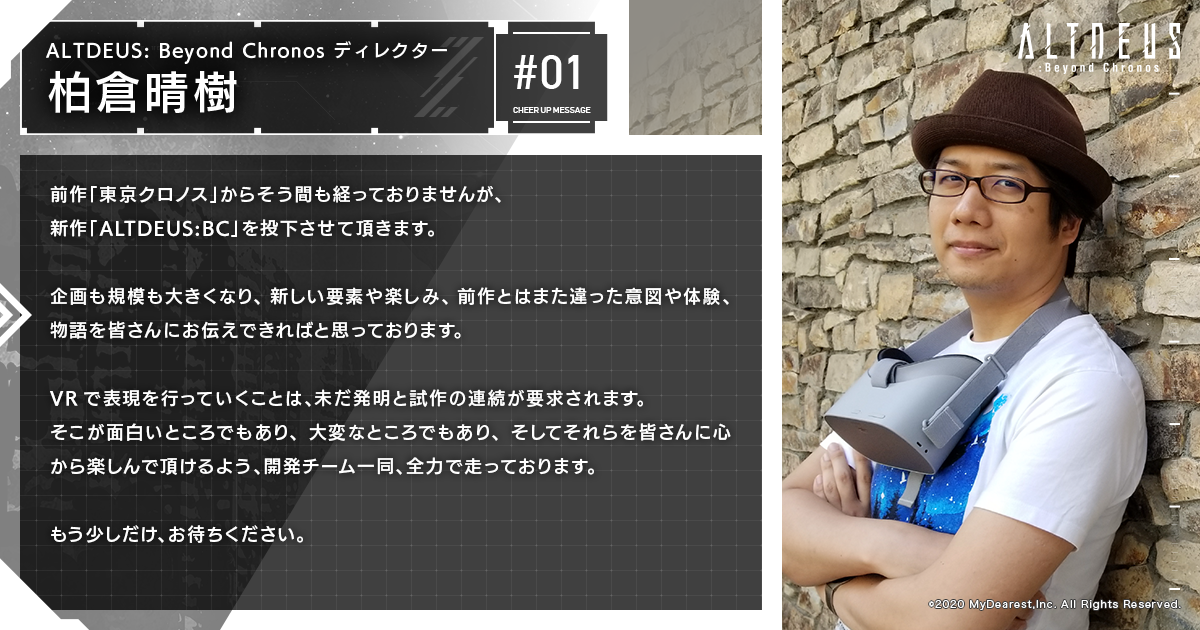 ALTDEUS: Beyond Chronos ディレクター
柏倉晴樹
#01
CHEER UP MESSAGE
ALTDEUS
:Beyond Chronos
前作「東京クロノス」からそう間も経っておりませんが、
新作「ALTDEUS:BC」を投下させて頂きます。
企画も規模も大きくなり、新しい要素や楽しみ、前作とはまた違った意図や体験、
物語を皆さんにお伝えできればと思っております。
VRで表現を行っていくことは、未だ発明と試作の連続が要求されます。
そこが面白いところでもあり、大変なところでもあり、そしてそれらを皆さんに心
から楽しんで頂けるよう、開発チーム一同、全力で走っております。
もう少しだけ、お待ちください。
©2020 MyDearest,Inc. All Rights Reserved.